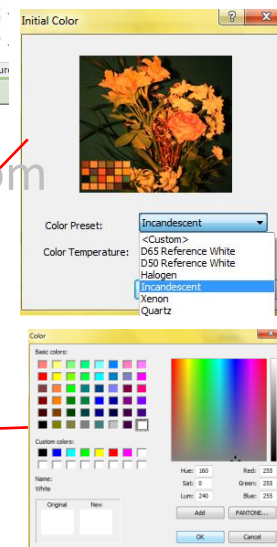 Initial Color
om
Color Preset:
Incandescent
Color Temperature:
<Custom>
D65 Reference White
D50 Reference White
Halogen
Incandescent
Xenon
Quartz
Color
Basic colors:
Custom colors:
Name:
White
Original New
Hue: 160 Red: 255
Sat: 0 Green: 255
Lum: 240 Blue: 255
Add PANTONE...
OK Cancel